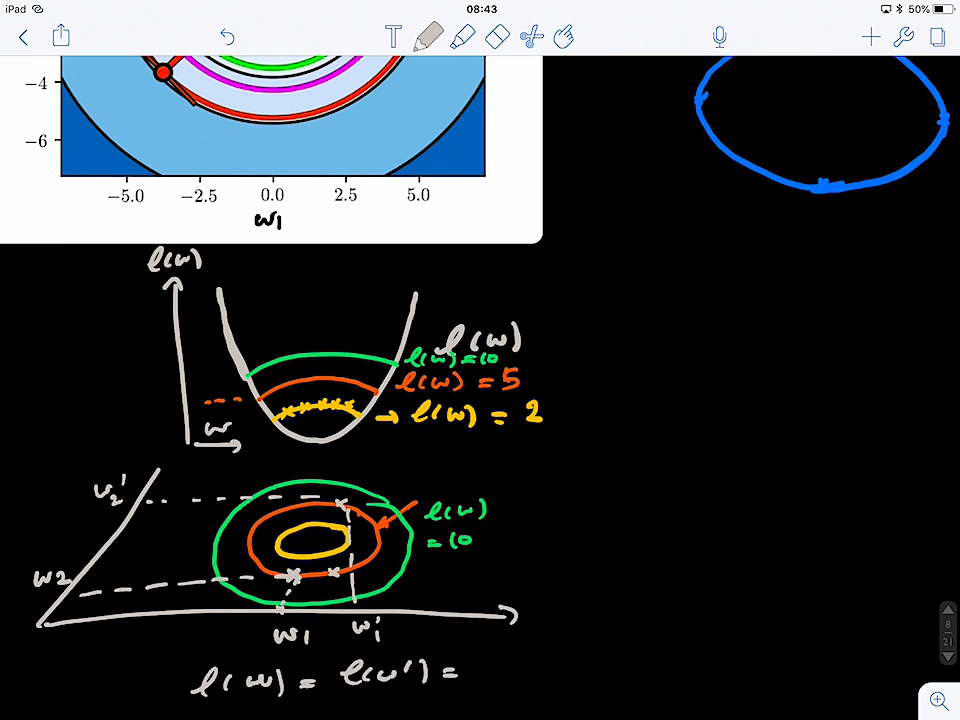 iPad 08:43 50%
T
-4
-6
-5.0 -2.5 0.0 2.5 5.0
w1
l(w)
l(w)
l(w) = 10
l(w) = 5
→ l(w) = 2
w
w2'
l(w)
= 10
w2
w1 w1'
l(w) = l(w') =
8
21